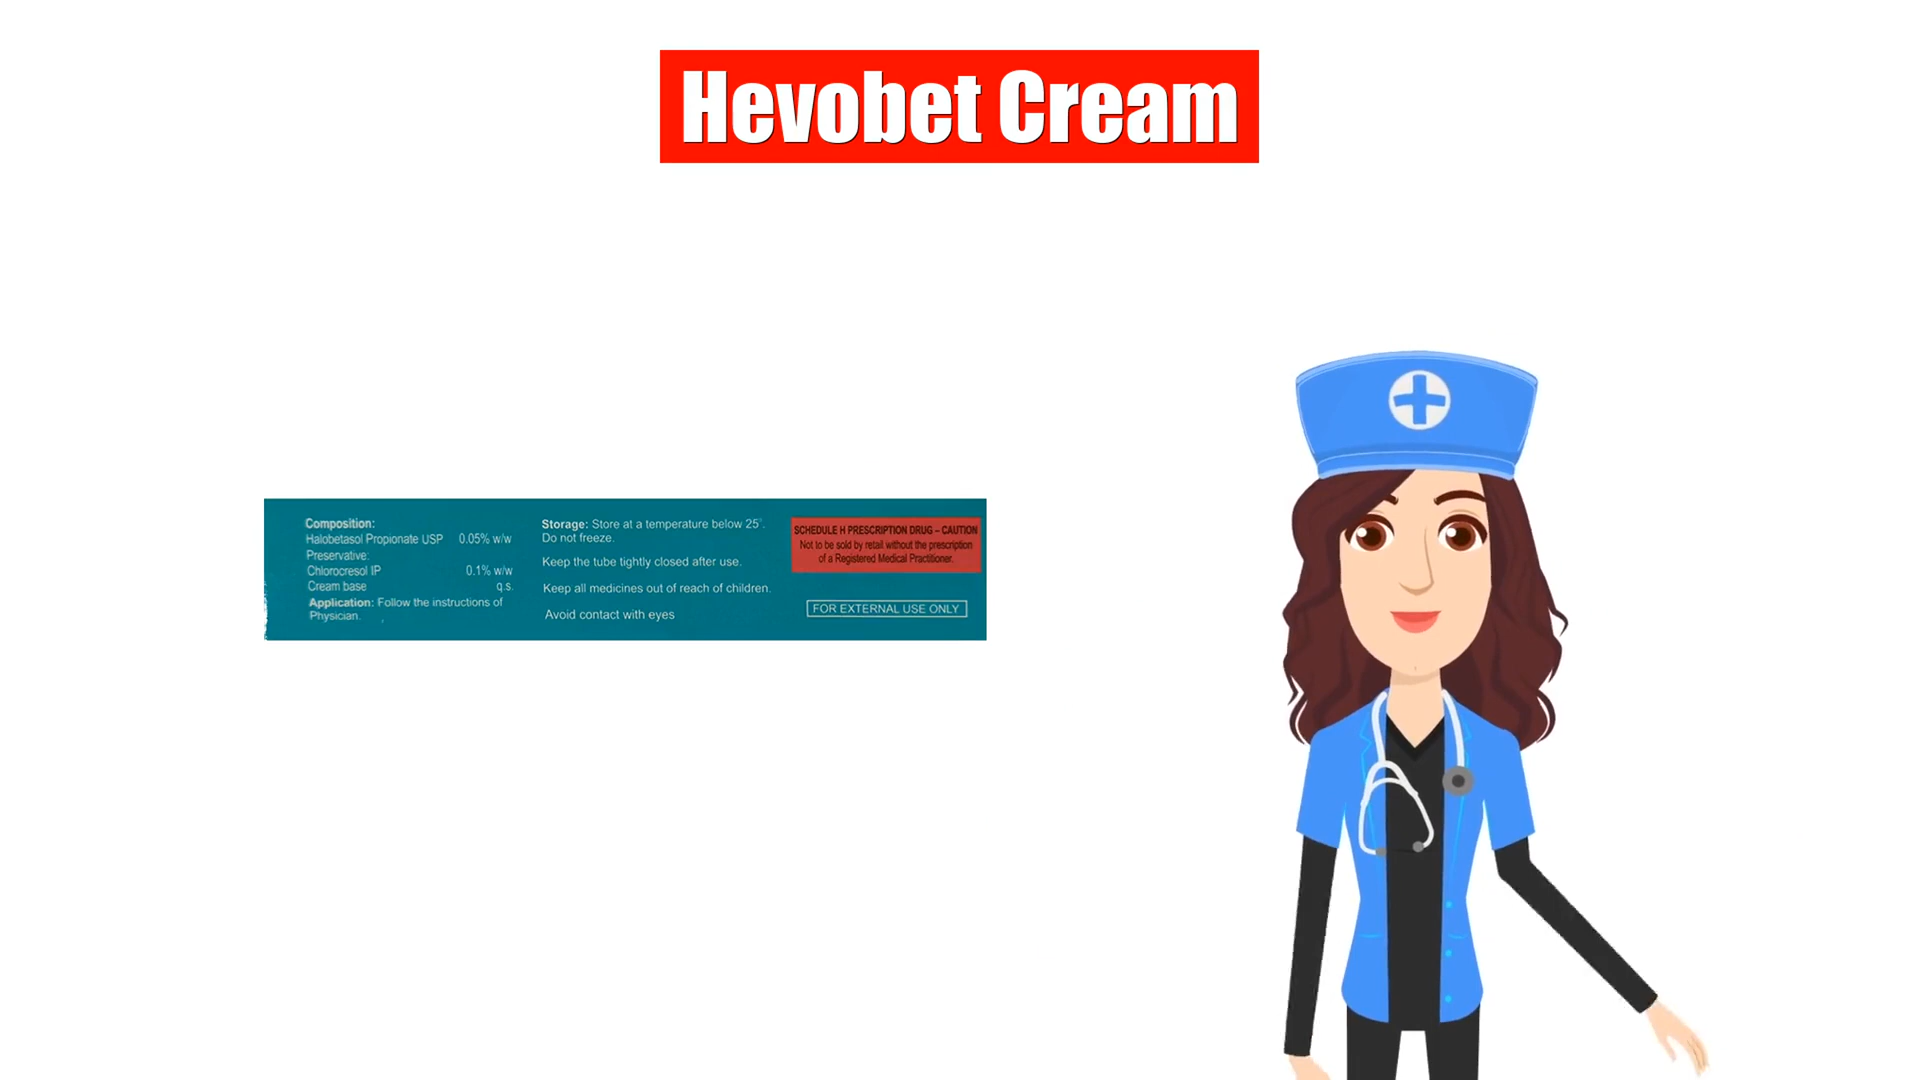 Hevobet Cream
Composition:
Halobetasol Propionate USP 0.05% w/w
Preservative:
Chlorocresol IP 0.1% w/w
Cream base q.s.
Application: Follow the instructions of
Physician.
Storage: Store at a temperature below 25°.
Do not freeze.
Keep the tube tightly closed after use.
Keep all medicines out of reach of children.
Avoid contact with eyes
SCHEDULE H PRESCRIPTION DRUG – CAUTION
Not to be sold by retail without the prescription
of a Registered Medical Practitioner.
FOR EXTERNAL USE ONLY